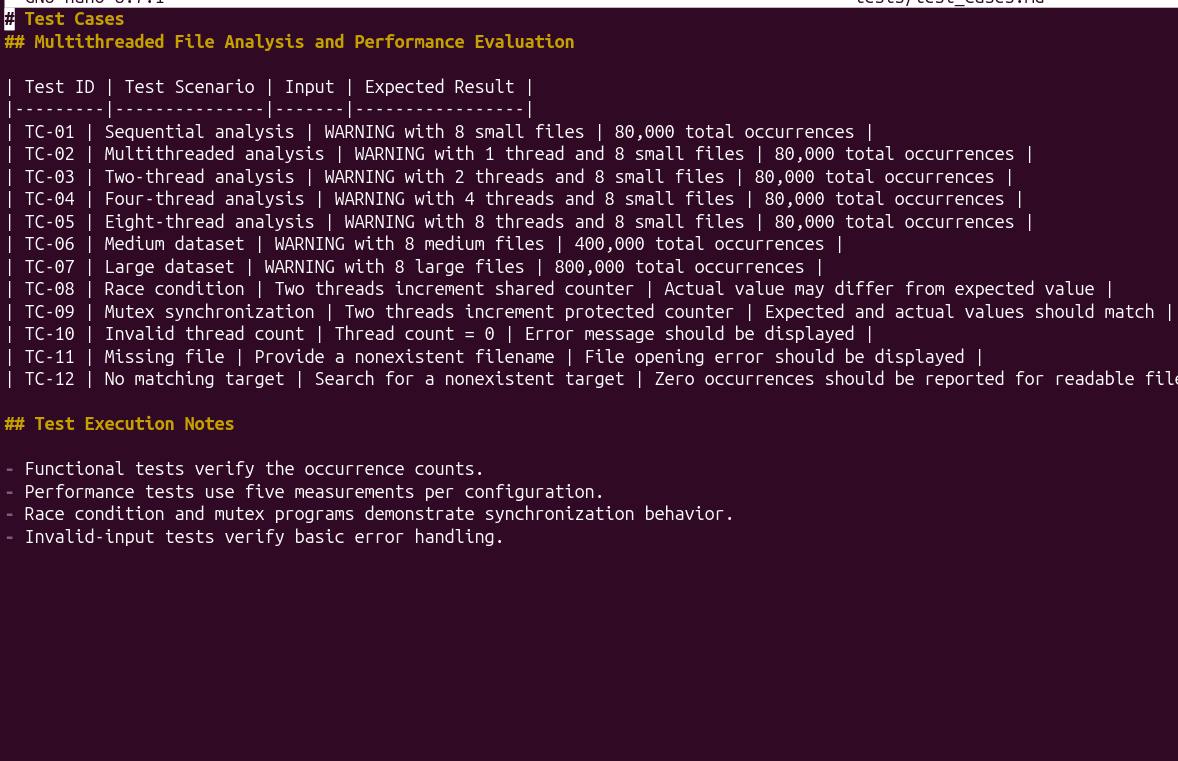 GNU nano 8.7.1 tests/test_cases.md
# Test Cases
## Multithreaded File Analysis and Performance Evaluation
| Test ID | Test Scenario | Input | Expected Result |
|---------|---------------|-------|-----------------|
| TC-01 | Sequential analysis | WARNING with 8 small files | 80,000 total occurrences |
| TC-02 | Multithreaded analysis | WARNING with 1 thread and 8 small files | 80,000 total occurrences |
| TC-03 | Two-thread analysis | WARNING with 2 threads and 8 small files | 80,000 total occurrences |
| TC-04 | Four-thread analysis | WARNING with 4 threads and 8 small files | 80,000 total occurrences |
| TC-05 | Eight-thread analysis | WARNING with 8 threads and 8 small files | 80,000 total occurrences |
| TC-06 | Medium dataset | WARNING with 8 medium files | 400,000 total occurrences |
| TC-07 | Large dataset | WARNING with 8 large files | 800,000 total occurrences |
| TC-08 | Race condition | Two threads increment shared counter | Actual value may differ from expected value |
| TC-09 | Mutex synchronization | Two threads increment protected counter | Expected and actual values should match |
| TC-10 | Invalid thread count | Thread count = 0 | Error message should be displayed |
| TC-11 | Missing file | Provide a nonexistent filename | File opening error should be displayed |
| TC-12 | No matching target | Search for a nonexistent target | Zero occurrences should be reported for readable file
## Test Execution Notes
- Functional tests verify the occurrence counts.
- Performance tests use five measurements per configuration.
- Race condition and mutex programs demonstrate synchronization behavior.
- Invalid-input tests verify basic error handling.